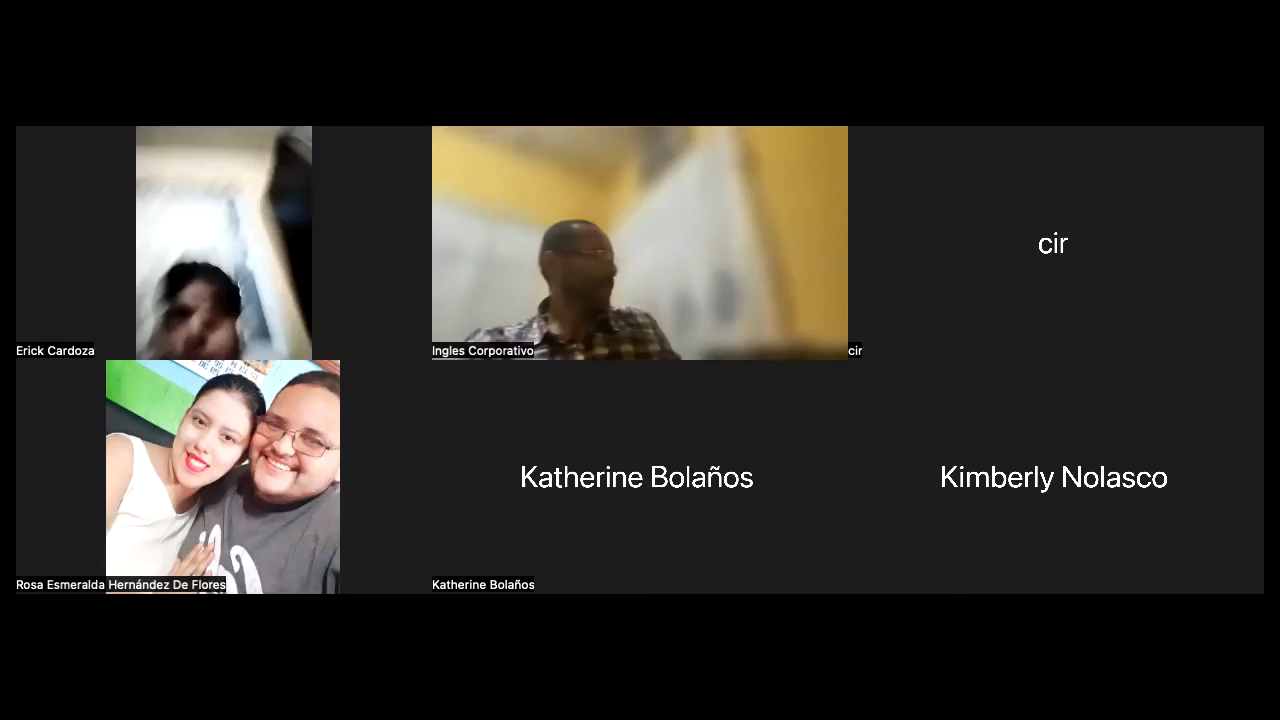 cir
Erick Cardoza
Ingles Corporativo
cir
Katherine Bolaños
Kimberly Nolasco
Rosa Esmeralda Hernández De Flores
Katherine Bolaños